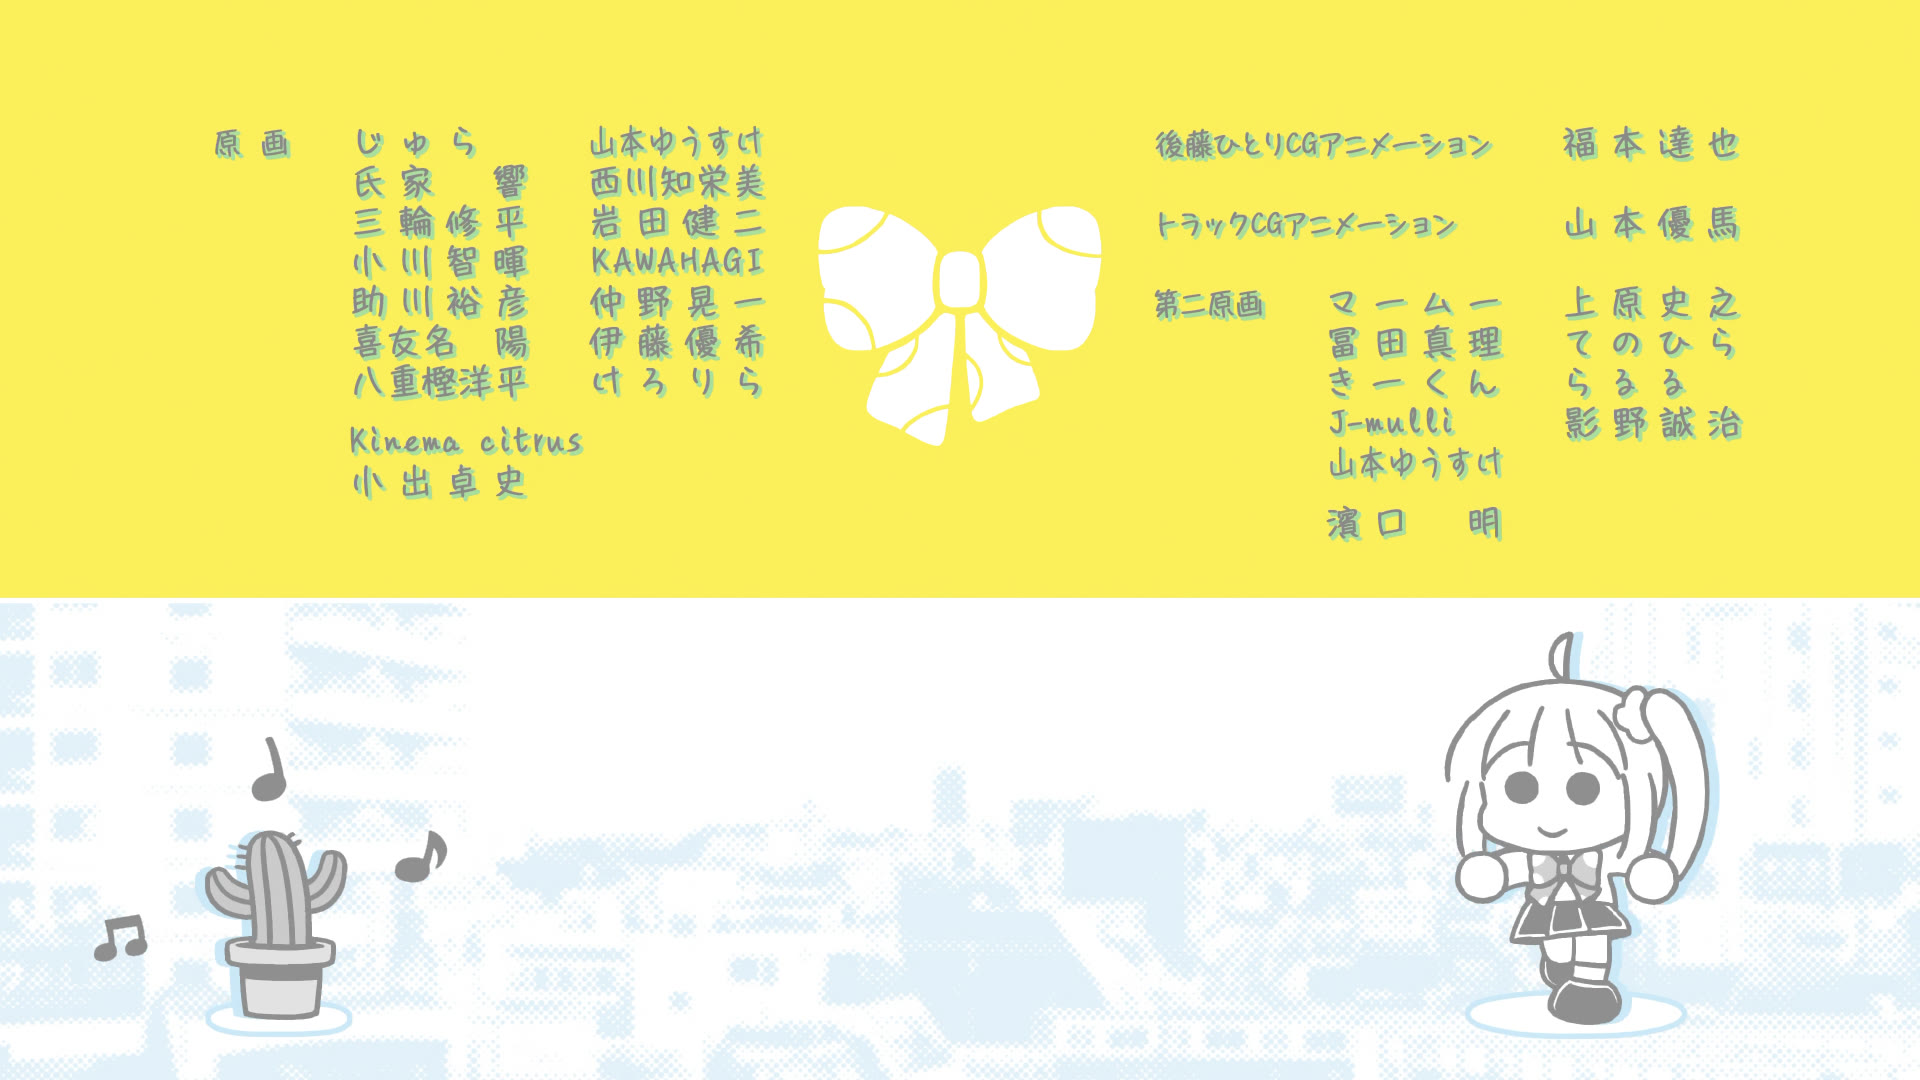 原画 じゅら 山本ゆうすけ
氏家 響 西川知栄美
三輪修平 岩田健二
小川智暉 KAWAHAGI
助川裕彦 仲野晃一
喜友名 陽 伊藤優希
八重樫洋平 けろりら
Kinema citrus
小出卓史
後藤ひとりCGアニメーション 福本達也
トラックCGアニメーション 山本優馬
第二原画 マームー 上原史之
冨田真理 てのひら
きーくん らるる
J-mulli 影野誠治
山本ゆうすけ
濱口 明